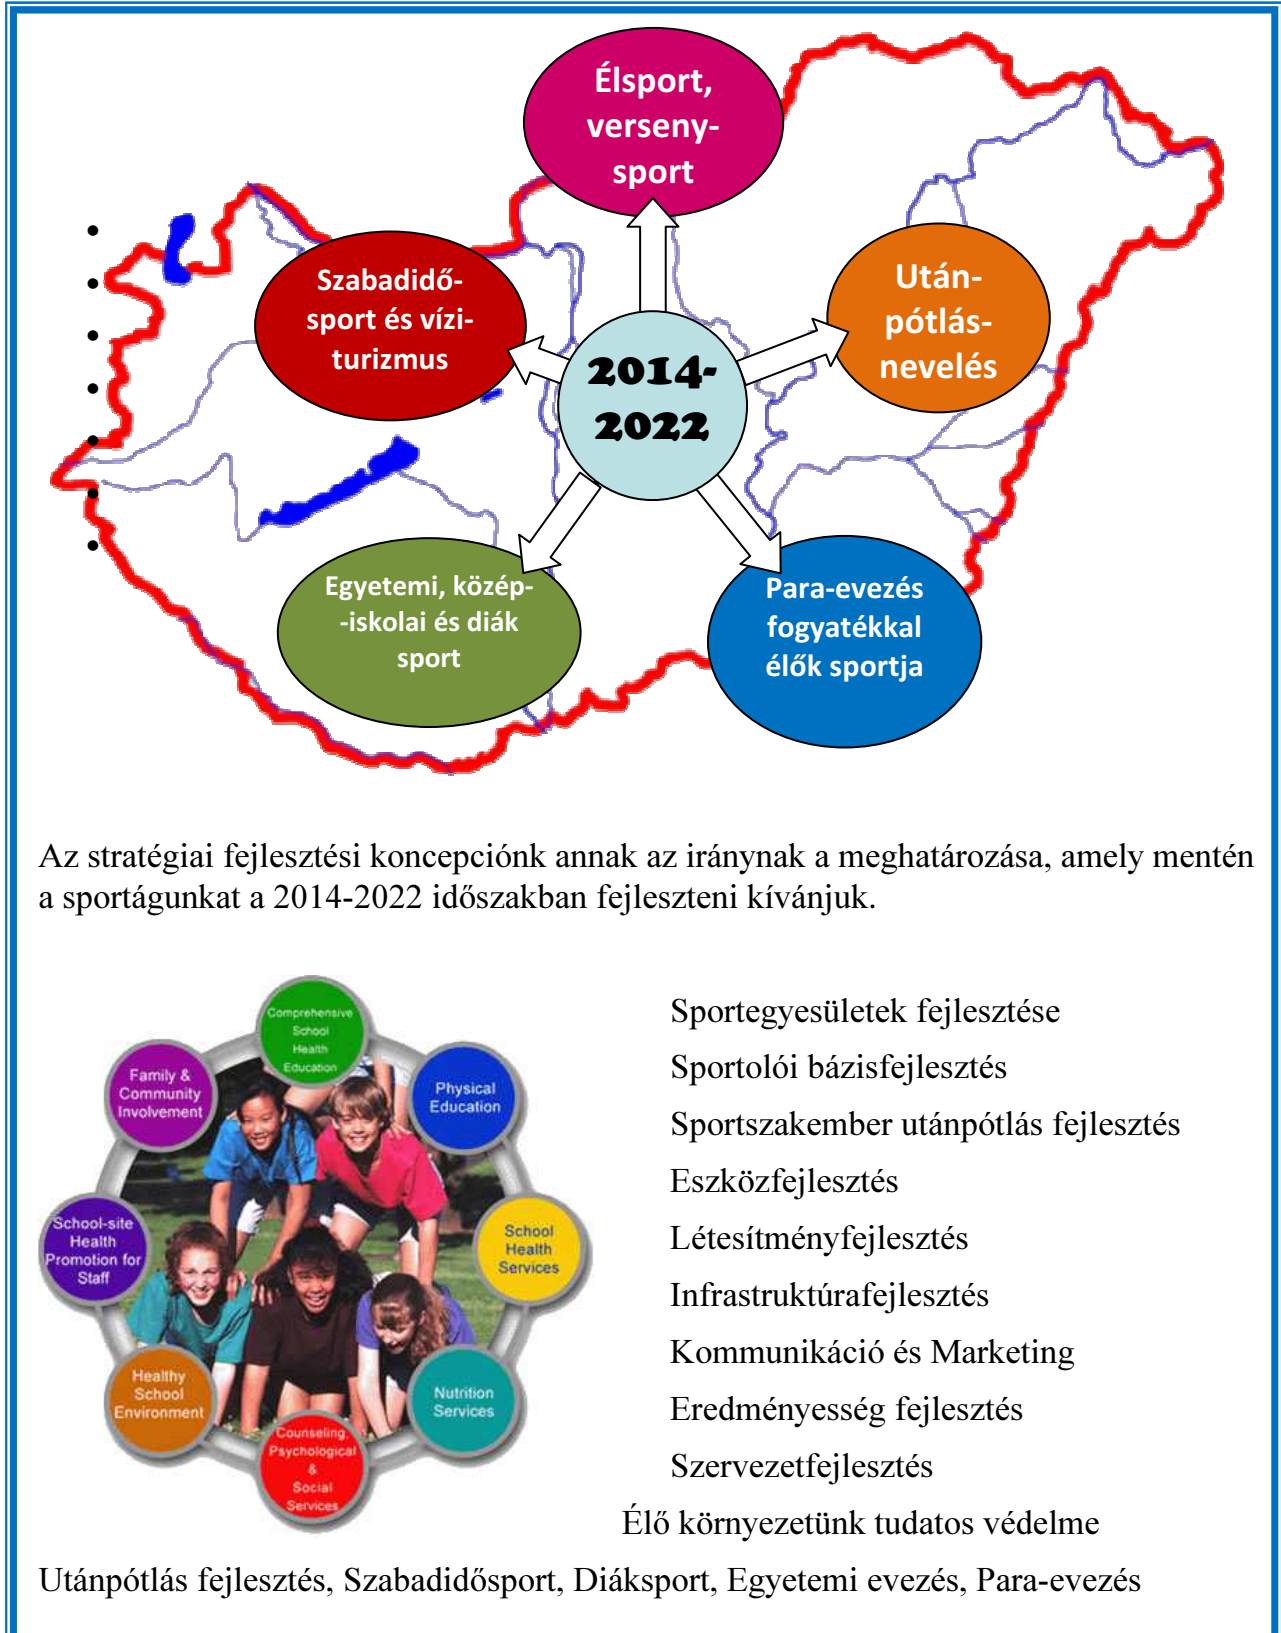 Élsport,
verseny-
sport
Szabadidő-
sport és vízi-
turizmus
Után-
pótlás-
nevelés
2014-
2022
Egyetemi, közép-
-iskolai és diák
sport
Para-evezés
fogyatékkal
élők sportja
Az stratégiai fejlesztési koncepciónk annak az iránynak a meghatározása, amely mentén
a sportágunkat a 2014-2022 időszakban fejleszteni kívánjuk.
Comprehensive
School
Health
Education
Family &
Community
Involvement
Physical
Education
School-site
Health
Promotion for
Staff
School
Health
Services
Healthy
School
Environment
Nutrition
Services
Counseling,
Psychological
&
Social
Services
Sportegyesületek fejlesztése
Sportolói bázisfejlesztés
Sportszakember utánpótlás fejlesztés
Eszközfejlesztés
Létesítményfejlesztés
Infrastruktúrafejlesztés
Kommunikáció és Marketing
Eredményesség fejlesztés
Szervezetfejlesztés
Élő környezetünk tudatos védelme
Utánpótlás fejlesztés, Szabadidősport, Diáksport, Egyetemi evezés, Para-evezés